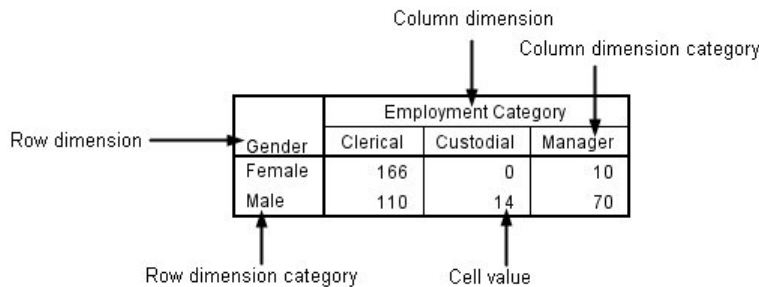 Column dimension
Column dimension category
Employment Category
Row dimension
Gender Clerical Custodial Manager
Female 166 0 10
Male 110 14 70
Row dimension category
Cell value